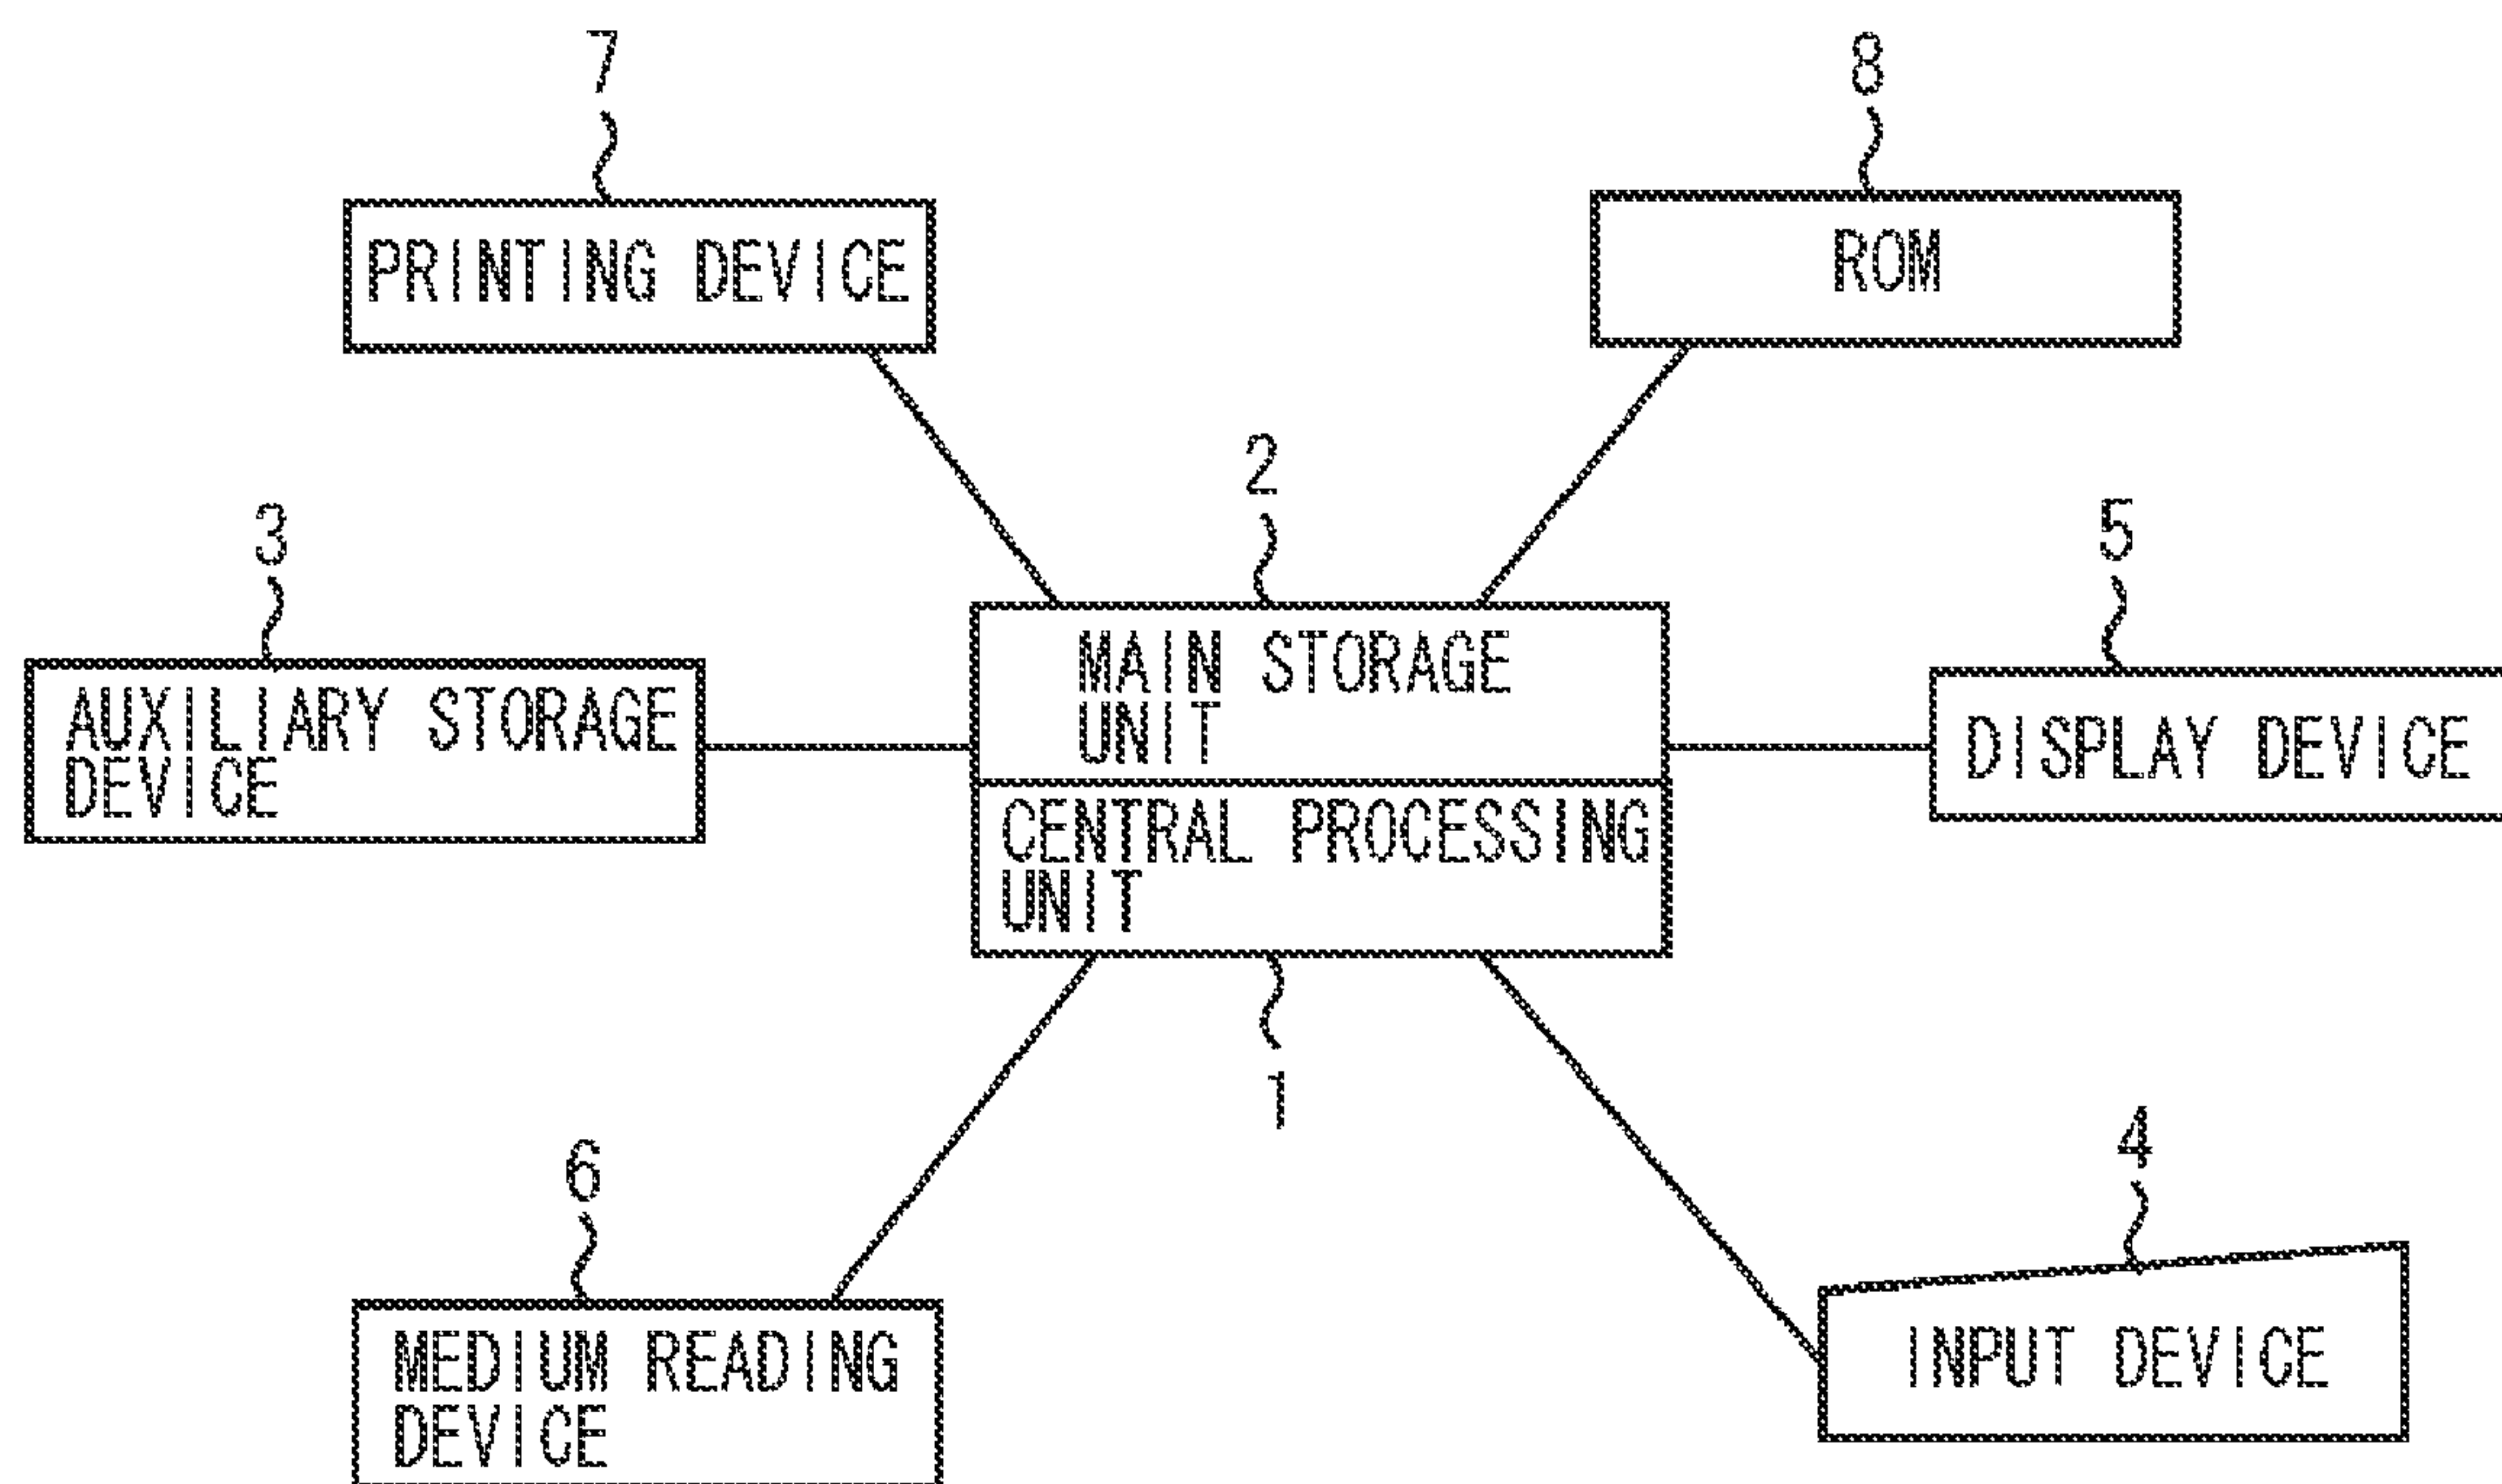 7
8
PRINTING DEVICE
ROM
2
3
5
MAIN STORAGE
UNIT
AUXILIARY STORAGE
DEVICE
DISPLAY DEVICE
CENTRAL PROCESSING
UNIT
1
4
6
INPUT DEVICE
MEDIUM READING
DEVICE